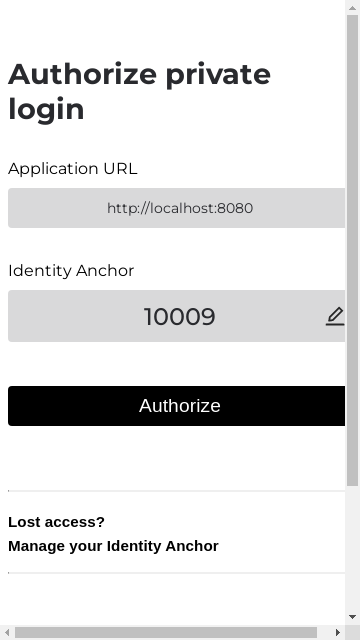 Authorize private
login
Application URL
http://localhost:8080
Identity Anchor
10009
Authorize
Lost access?
Manage your Identity Anchor